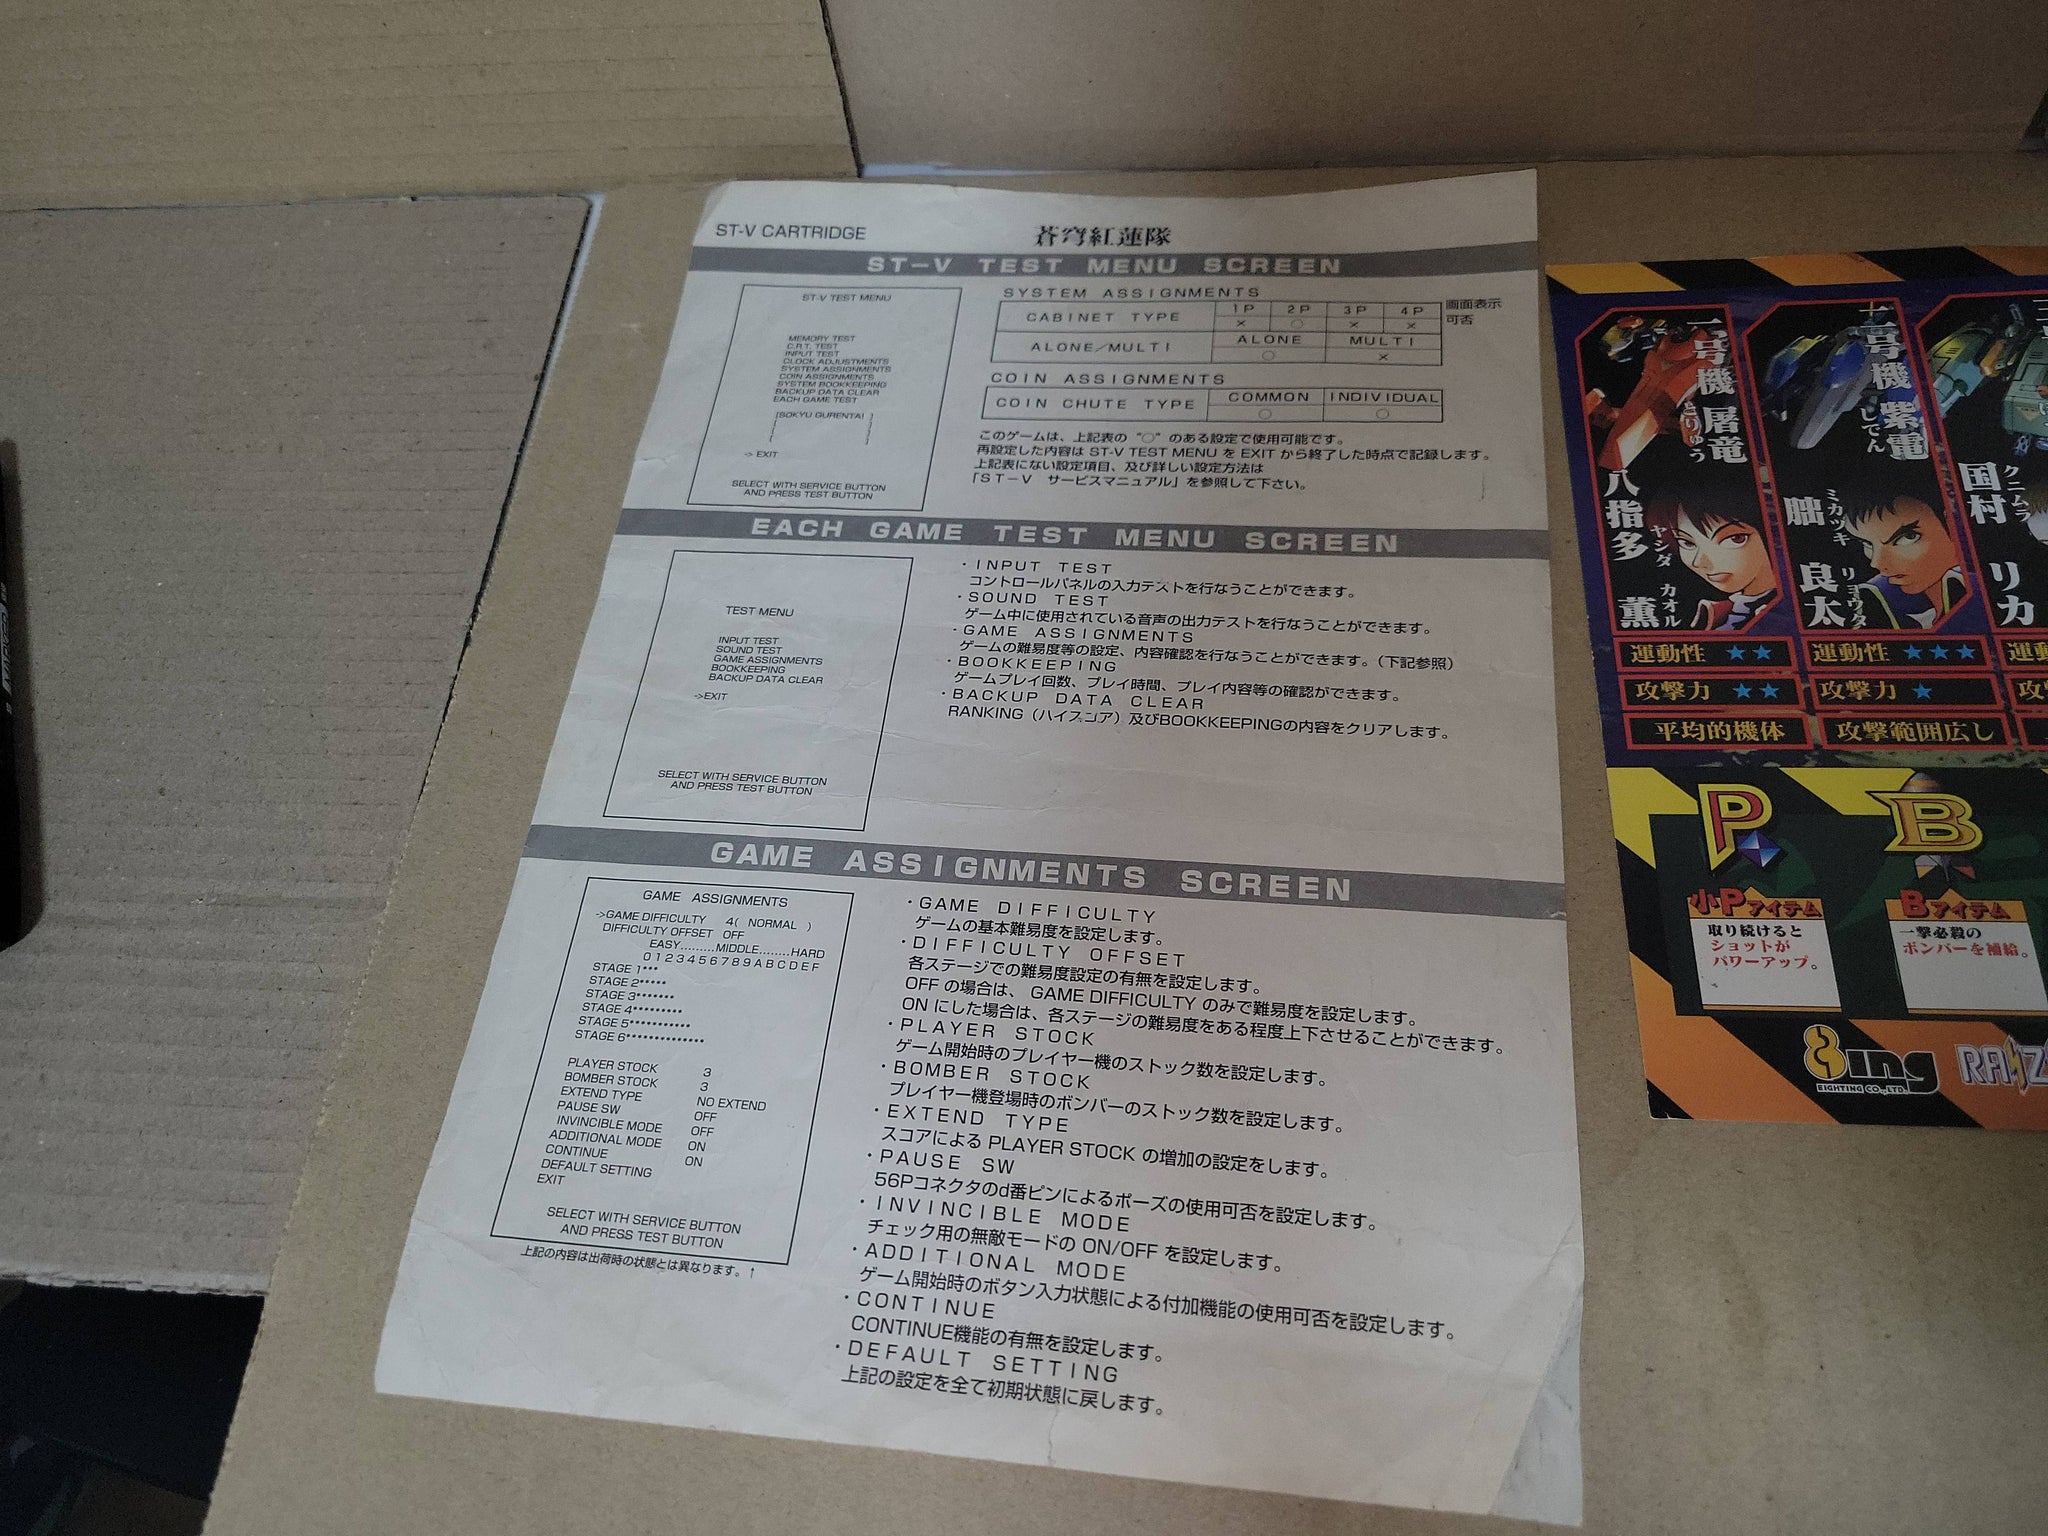 ST-V CARTRIDGE
蒼穹紅蓮隊
ST-V TEST MENU SCREEN
ST-V TEST MENU
MEMORY TEST
C.R.T. TEST
INPUT TEST
CLOCK ADJUSTMENTS
SYSTEM ASSIGNMENTS
COIN ASSIGNMENTS
SYSTEM BOOKKEEPING
BACKUP DATA CLEAR
EACH GAME TEST
[SOKYU GURENTAI ]
[ ]
[ ]
[ ]
-> EXIT
SELECT WITH SERVICE BUTTON
AND PRESS TEST BUTTON
SYSTEM ASSIGNMENTS
CABINET TYPE 1P 2P 3P 4P
× ○ × ×
画面表示
可否
ALONE/MULTI ALONE MULTI
○ ×
COIN ASSIGNMENTS
COIN CHUTE TYPE COMMON INDIVIDUAL
○ ○
このゲームは、上記表の "○" のある設定で使用可能です。
再設定した内容は ST-V TEST MENU を EXIT から終了した時点で記録します。
上記表にない設定項目、及び詳しい設定方法は
「ST-V サービスマニュアル」を参照して下さい。
EACH GAME TEST MENU SCREEN
TEST MENU
INPUT TEST
SOUND TEST
GAME ASSIGNMENTS
BOOKKEEPING
BACKUP DATA CLEAR
->EXIT
SELECT WITH SERVICE BUTTON
AND PRESS TEST BUTTON
・INPUT TEST
コントロールパネルの入力テストを行なうことができます。
・SOUND TEST
ゲーム中に使用されている音声の出力テストを行なうことができます。
・GAME ASSIGNMENTS
ゲームの難易度等の設定、内容確認を行なうことができます。(下記参照)
・BOOKKEEPING
ゲームプレイ回数、プレイ時間、プレイ内容等の確認ができます。
・BACKUP DATA CLEAR
RANKING(ハイスコア)及びBOOKKEEPINGの内容をクリアします。
GAME ASSIGNMENTS SCREEN
GAME ASSIGNMENTS
->GAME DIFFICULTY 4( NORMAL )
DIFFICULTY OFFSET OFF
EASY.........MIDDLE........HARD
0 1 2 3 4 5 6 7 8 9 A B C D E F
STAGE 1***
STAGE 2*****
STAGE 3*******
STAGE 4*********
STAGE 5***********
STAGE 6**************
PLAYER STOCK 3
BOMBER STOCK 3
EXTEND TYPE NO EXTEND
PAUSE SW OFF
INVINCIBLE MODE OFF
ADDITIONAL MODE ON
CONTINUE ON
DEFAULT SETTING
EXIT
SELECT WITH SERVICE BUTTON
AND PRESS TEST BUTTON
上記の内容は出荷時の状態とは異なります。↑
・GAME DIFFICULTY
ゲームの基本難易度を設定します。
・DIFFICULTY OFFSET
各ステージでの難易度設定の有無を設定します。
OFF の場合は、GAME DIFFICULTY のみで難易度を設定します。
ON にした場合は、各ステージの難易度をある程度上下させることができます。
・PLAYER STOCK
ゲーム開始時のプレイヤー機のストック数を設定します。
・BOMBER STOCK
プレイヤー機登場時のボンバーのストック数を設定します。
・EXTEND TYPE
スコアによる PLAYER STOCK の増加の設定をします。
・PAUSE SW
56Pコネクタのd番ピンによるポーズの使用可否を設定します。
・INVINCIBLE MODE
チェック用の無敵モードの ON/OFF を設定します。
・ADDITIONAL MODE
ゲーム開始時のボタン入力状態による付加機能の使用可否を設定します。
・CONTINUE
CONTINUE機能の有無を設定します。
・DEFAULT SETTING
上記の設定を全て初期状態に戻します。
一号機 屠竜
とりゅう
八指多 薫
ヤシダ カオル
運動性 ★★
攻撃力 ★★
平均的機体
二号機 紫電
しでん
朏 良太
ミカヅキ リョウタ
運動性 ★★★
攻撃力 ★
攻撃範囲広し
国村 リカ
クニムラ
P
小Pアイテム
取り続けると
ショットが
パワーアップ。
B
Bアイテム
一撃必殺の
ボンバーを補給。
8ing
EIGHTING CO.,LTD.